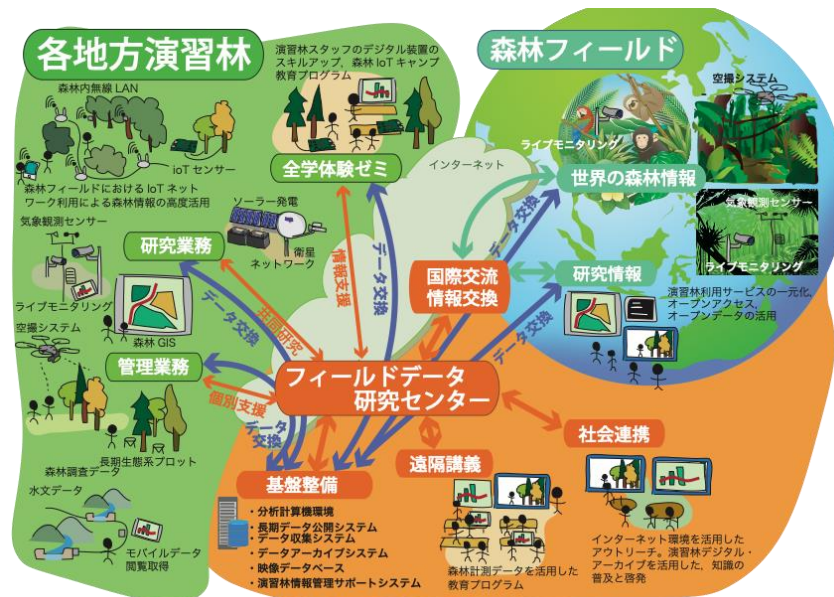 各地方演習林
演習林スタッフのデジタル装置の
スキルアップ，森林 IoT キャンプ
教育プログラム
森林内無線 LAN
ioT センサー
全学体験ゼミ
森林フィールドにおける IoT ネット
ワーク利用による森林情報の高度活用
気象観測センサー
ソーラー発電
衛星
ネットワーク
研究業務
ライブモニタリング
森林 GIS
空撮システム
管理業務
長期生態系プロット
森林調査データ
水文データ
モバイルデータ
閲覧取得
森林フィールド
空撮システム
ライブモニタリング
インターネット
世界の森林情報
気象観測センサー
ライブモニタリング
国際交流
情報交換
研究情報
演習林利用サービスの一元化，
オープンアクセス，
オープンデータの活用
情報支援
データ交換
データ交換
データ交換
データ交換
共同研究
個別支援
データ
交換
フィールドデータ
研究センター
基盤整備
・分析計算機環境
・長期データ公開システム
・データ収集システム
・データアーカイブシステム
・映像データベース
・演習林情報管理サポートシステム
遠隔講義
森林計測データを活用した
教育プログラム
社会連携
インターネット環境を活用した
アウトリーチ。演習林デジタル・
アーカイブを活用した，知識の
普及と啓発